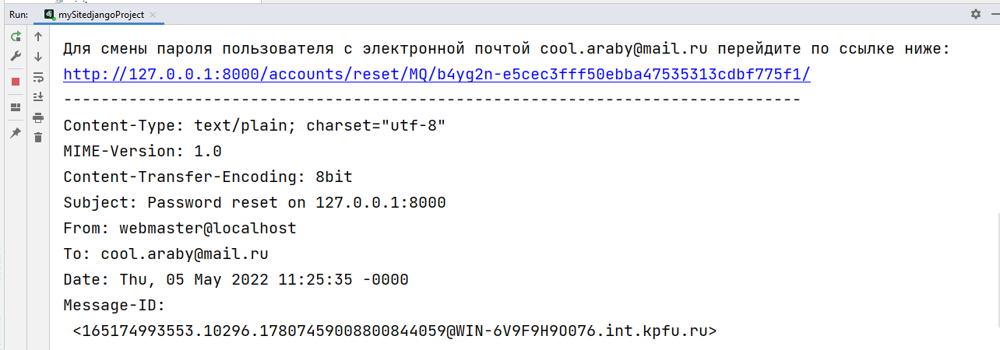 Run: mySitedjangoProject
Для смены пароля пользователя с электронной почтой cool.araby@mail.ru перейдите по ссылке ниже:
http://127.0.0.1:8000/accounts/reset/MQ/b4yg2n-e5cec3fff50ebba47535313cdbf775f1/
-------------------------------------------------------------------------------
Content-Type: text/plain; charset="utf-8"
MIME-Version: 1.0
Content-Transfer-Encoding: 8bit
Subject: Password reset on 127.0.0.1:8000
From: webmaster@localhost
To: cool.araby@mail.ru
Date: Thu, 05 May 2022 11:25:35 -0000
Message-ID:
<165174993553.10296.17807459008800844059@WIN-6V9F9H9OO76.int.kpfu.ru>